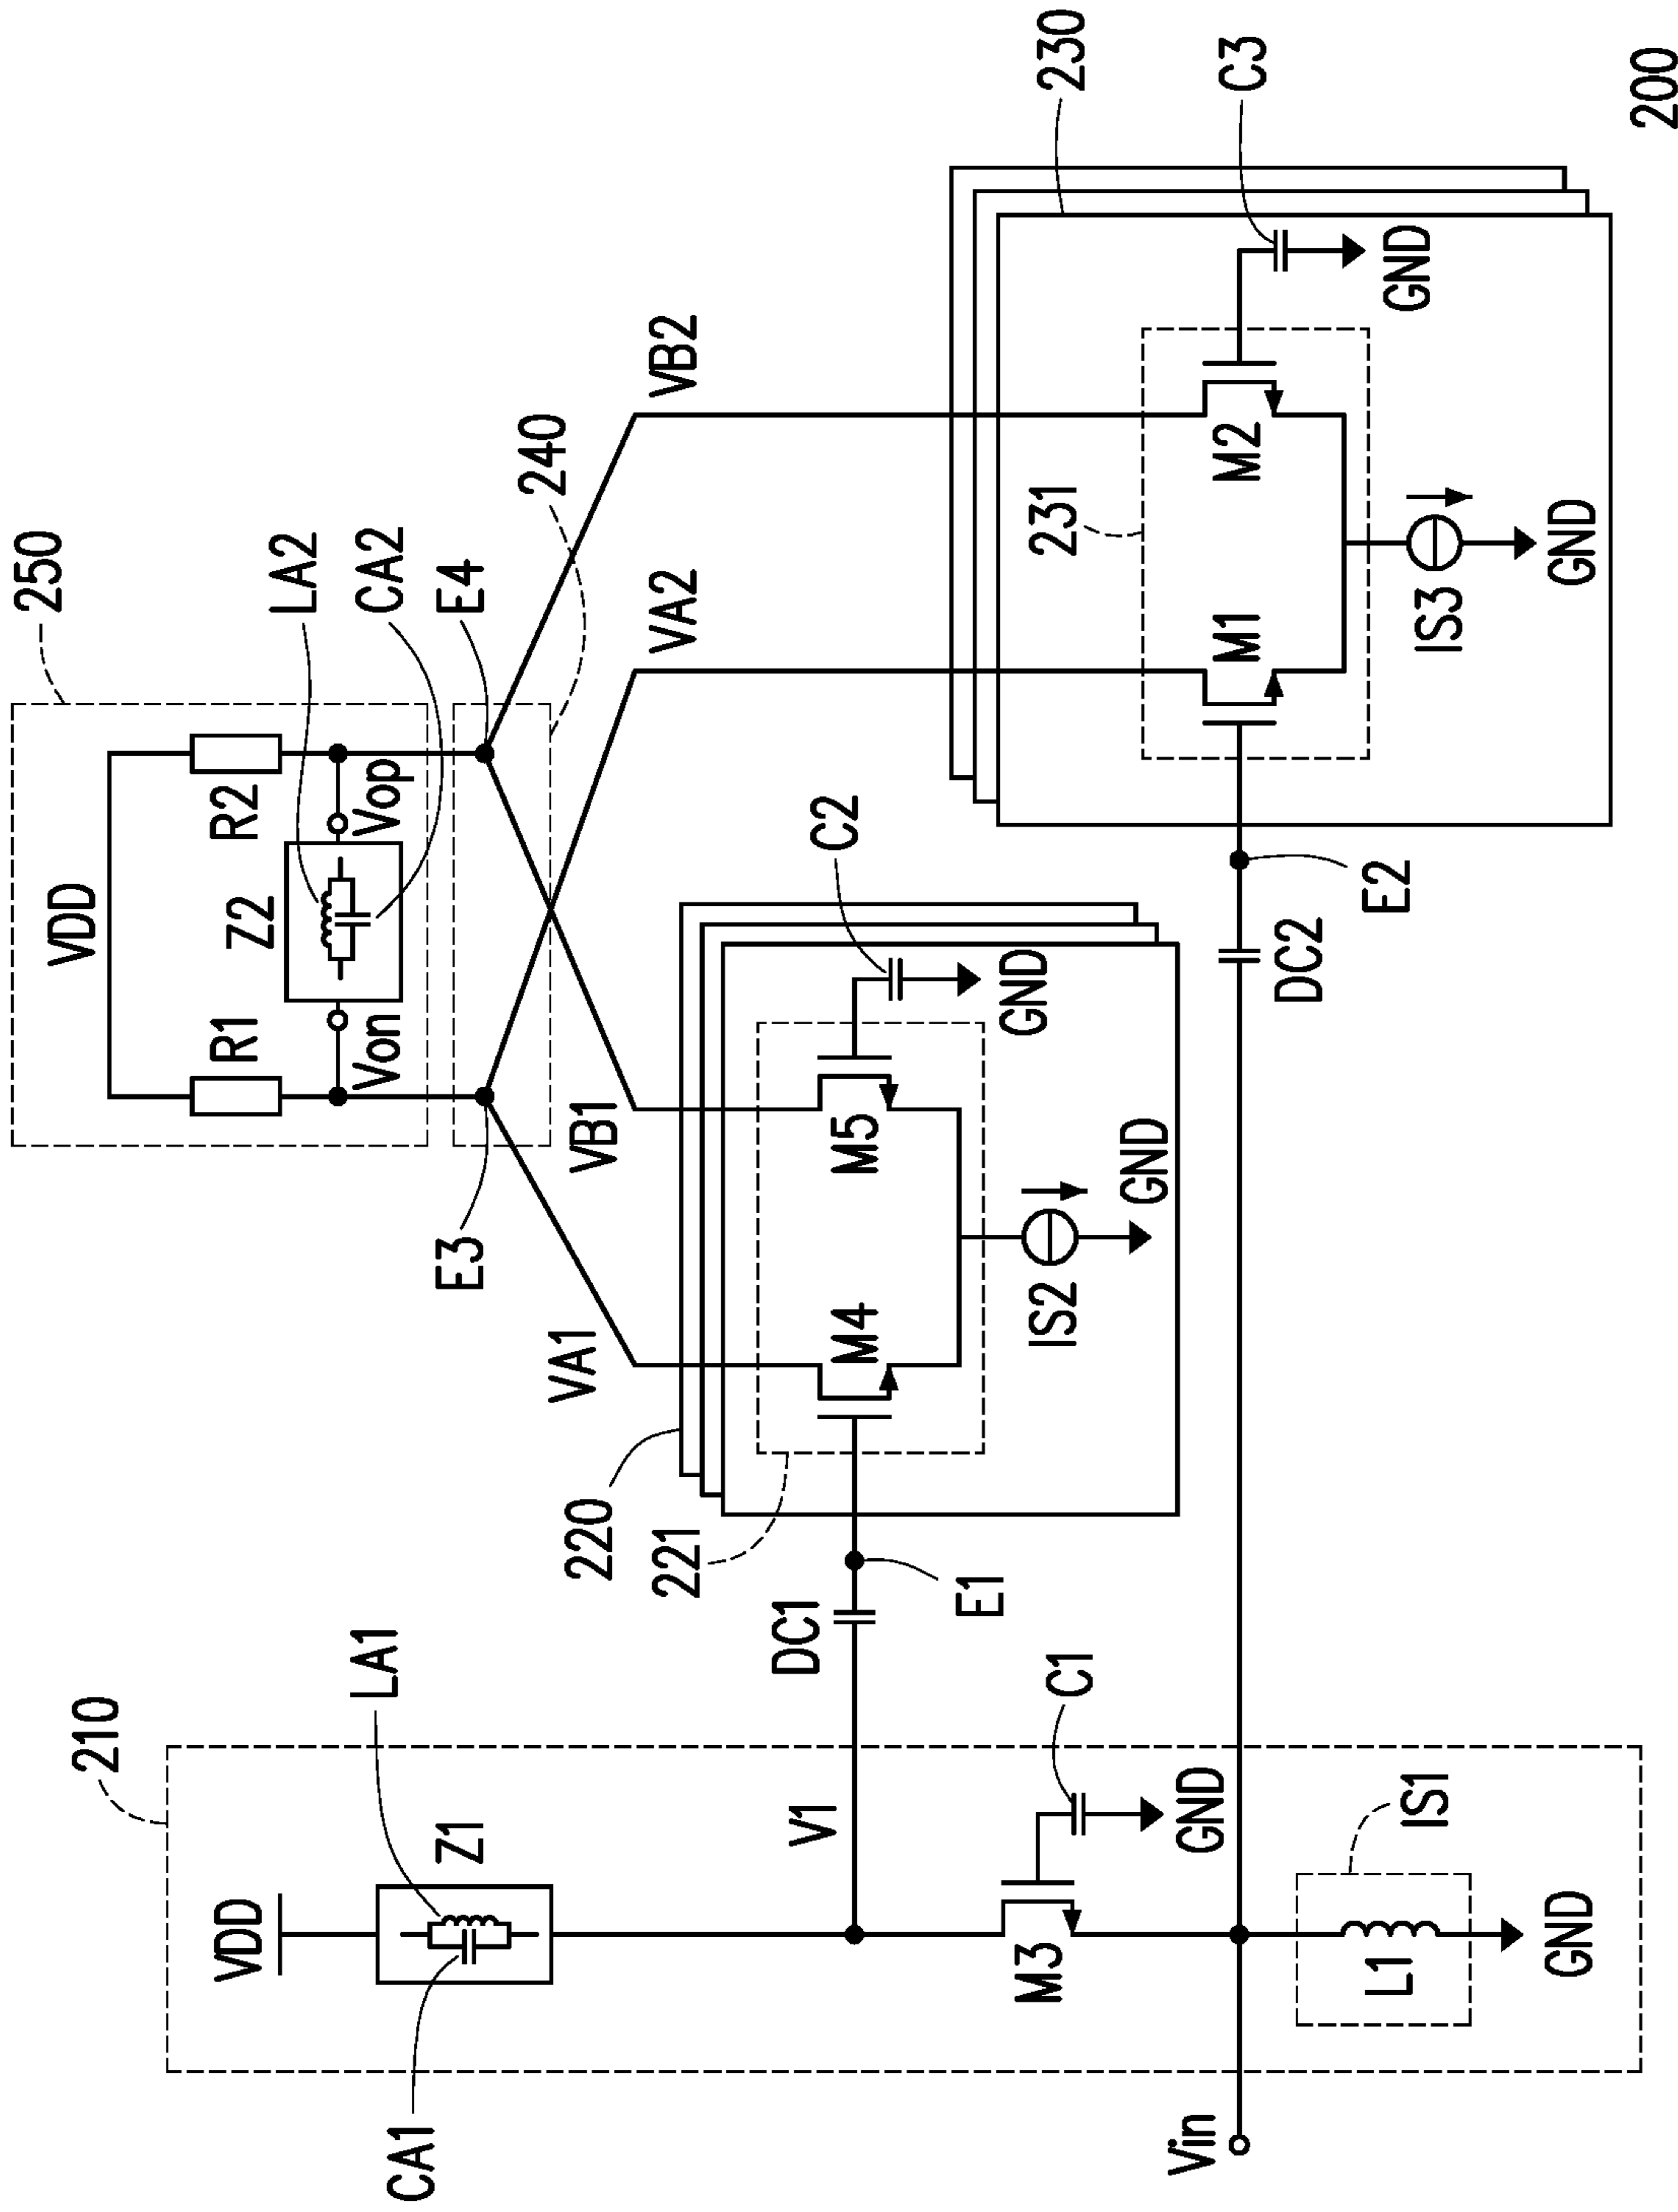 210
VDD
LA1
CA1
Z1
V1
M3
C1
GND
Vin
IS1
L1
GND
DC1
E1
220
221
VA1
VB1
M4
M5
C2
GND
IS2
GND
250
VDD
R1
R2
Z2
LA2
CA2
Von
Vop
E3
E4
240
VA2
VB2
230
231
M1
M2
C3
GND
IS3
GND
DC2
E2
200